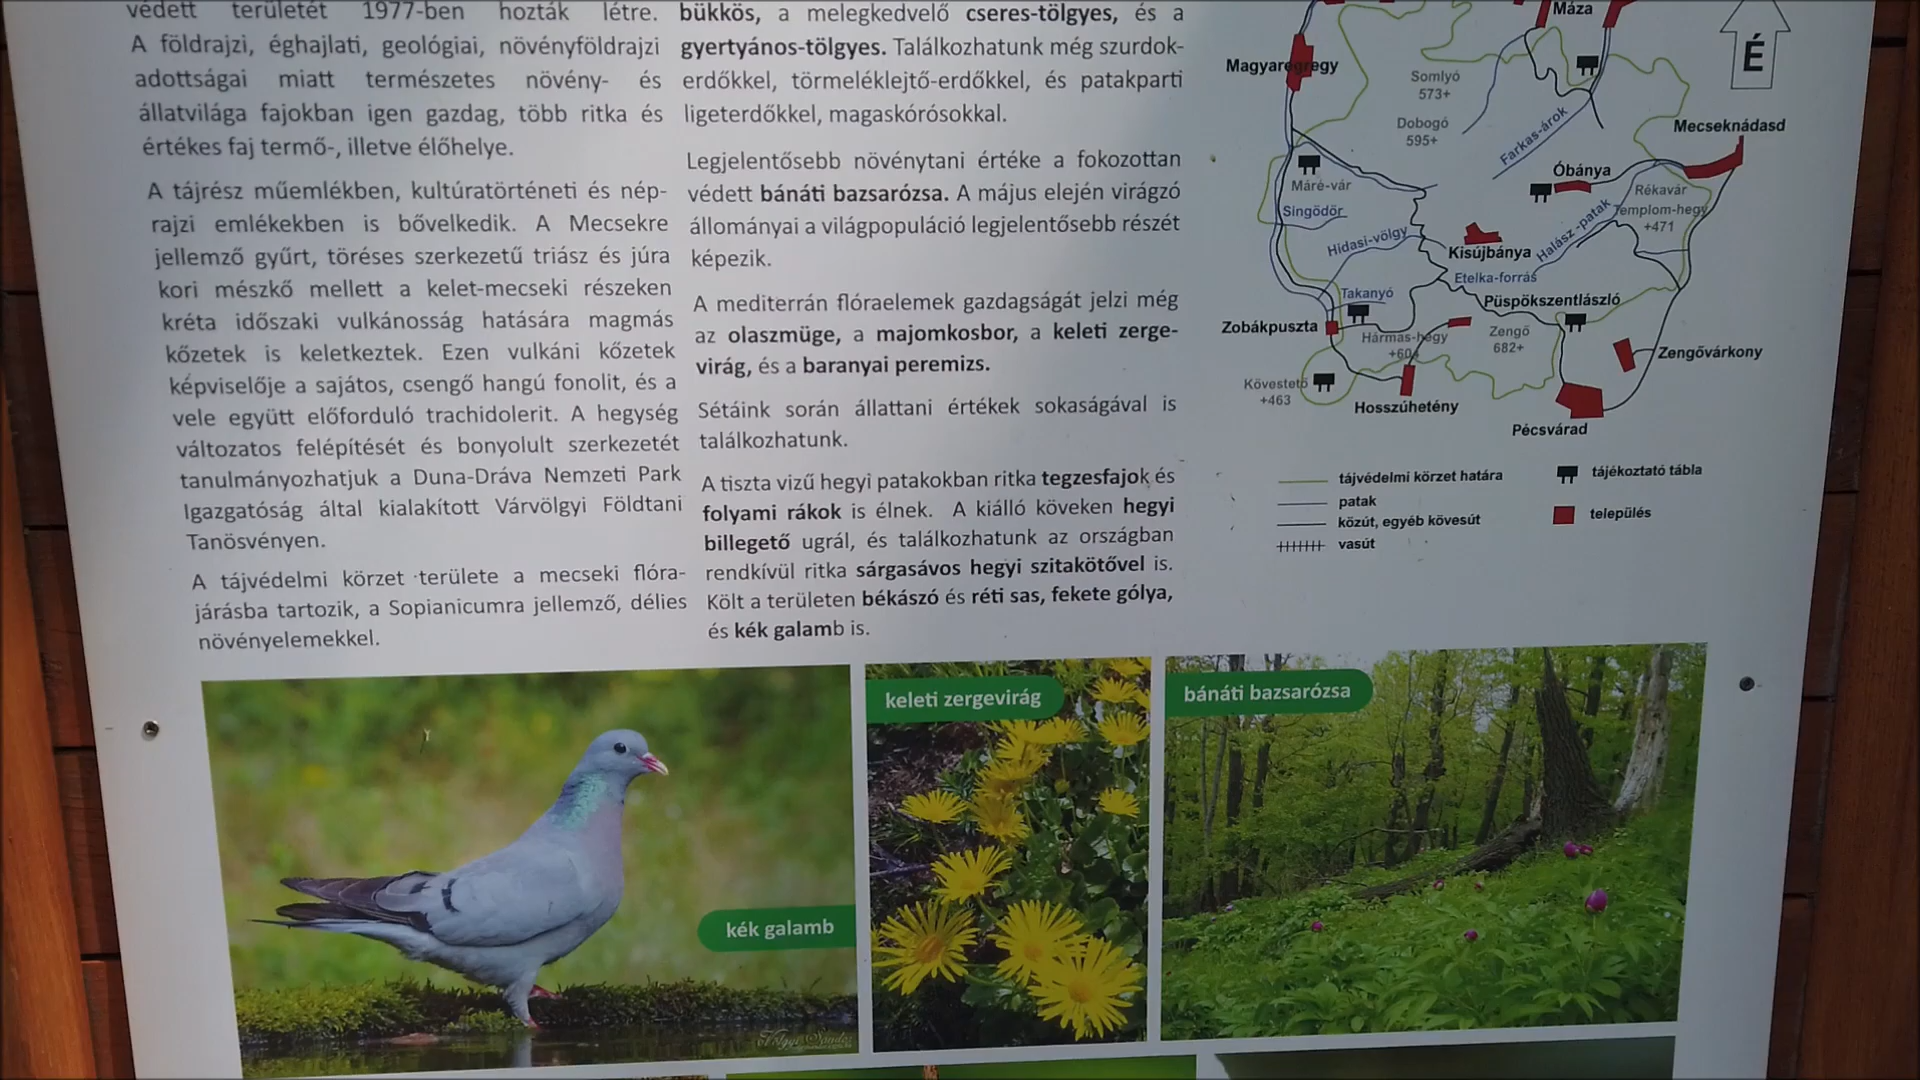 védett területét 1977-ben hozták létre.
A földrajzi, éghajlati, geológiai, növényföldrajzi
adottságai miatt természetes növény- és
állatvilága fajokban igen gazdag, több ritka és
értékes faj termő-, illetve élőhelye.
A tájrész műemlékben, kultúratörténeti és nép-
rajzi emlékekben is bővelkedik. A Mecsekre
jellemző gyűrt, töréses szerkezetű triász és júra
kori mészkő mellett a kelet-mecseki részeken
kréta időszaki vulkánosság hatására magmás
kőzetek is keletkeztek. Ezen vulkáni kőzetek
képviselője a sajátos, csengő hangú fonolit, és a
vele együtt előforduló trachidolerit. A hegység
változatos felépítését és bonyolult szerkezetét
tanulmányozhatjuk a Duna-Dráva Nemzeti Park
Igazgatóság által kialakított Várvölgyi Földtani
Tanösvényen.
A tájvédelmi körzet területe a mecseki flóra-
járásba tartozik, a Sopianicumra jellemző, délies
növényelemekkel.
bükkös, a melegkedvelő cseres-tölgyes, és a
gyertyános-tölgyes. Találkozhatunk még szurdok-
erdőkkel, törmeléklejtő-erdőkkel, és patakparti
ligeterdőkkel, magaskórósokkal.
Legjelentősebb növénytani értéke a fokozottan
védett bánáti bazsarózsa. A május elején virágzó
állományai a világpopuláció legjelentősebb részét
képezik.
A mediterrán flóraelemek gazdagságát jelzi még
az olaszmüge, a majomkosbor, a keleti zerge-
virág, és a baranyai peremizs.
Sétáink során állattani értékek sokaságával is
találkozhatunk.
A tiszta vizű hegyi patakokban ritka tegzesfajok és
folyami rákok is élnek. A kiálló köveken hegyi
billegető ugrál, és találkozhatunk az országban
rendkívül ritka sárgasávos hegyi szitakötővel is.
Költ a területen békászó és réti sas, fekete gólya,
és kék galamb is.
Máza
É
Magyaregregy
Somlyó
573+
Dobogó
595+
Farkas-árok
Mecseknádasd
Óbánya
Máré-vár
Rékavár
Singödör
Templom-hegy
+471
Halász-patak
Hidasi-völgy
Kisújbánya
Etelka-forrás
Takanyó
Püspökszentlászló
Zobákpuszta
Hármas-hegy
+604
Zengő
682+
Zengővárkony
Kövestető
+463
Hosszúhetény
Pécsvárad
tájvédelmi körzet határa
patak
közút, egyéb kövesút
vasút
tájékoztató tábla
település
kék galamb
keleti zergevirág
bánáti bazsarózsa